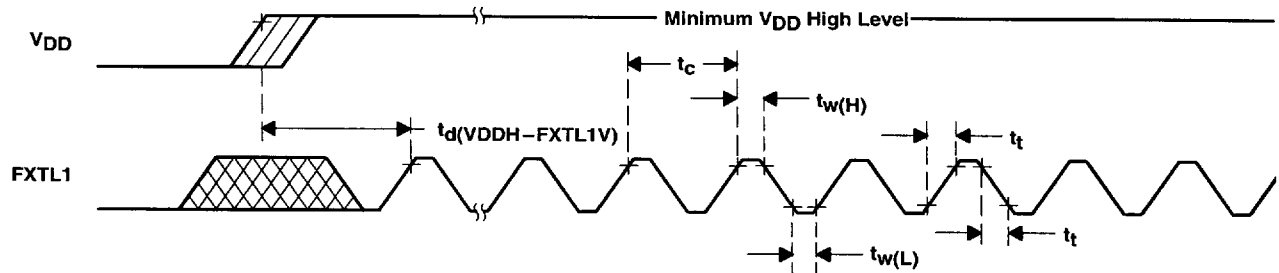 Minimum VDD High Level
VDD
tc
tw(H)
td(VDDH–FXTL1V)
tt
FXTL1
tt
tw(L)